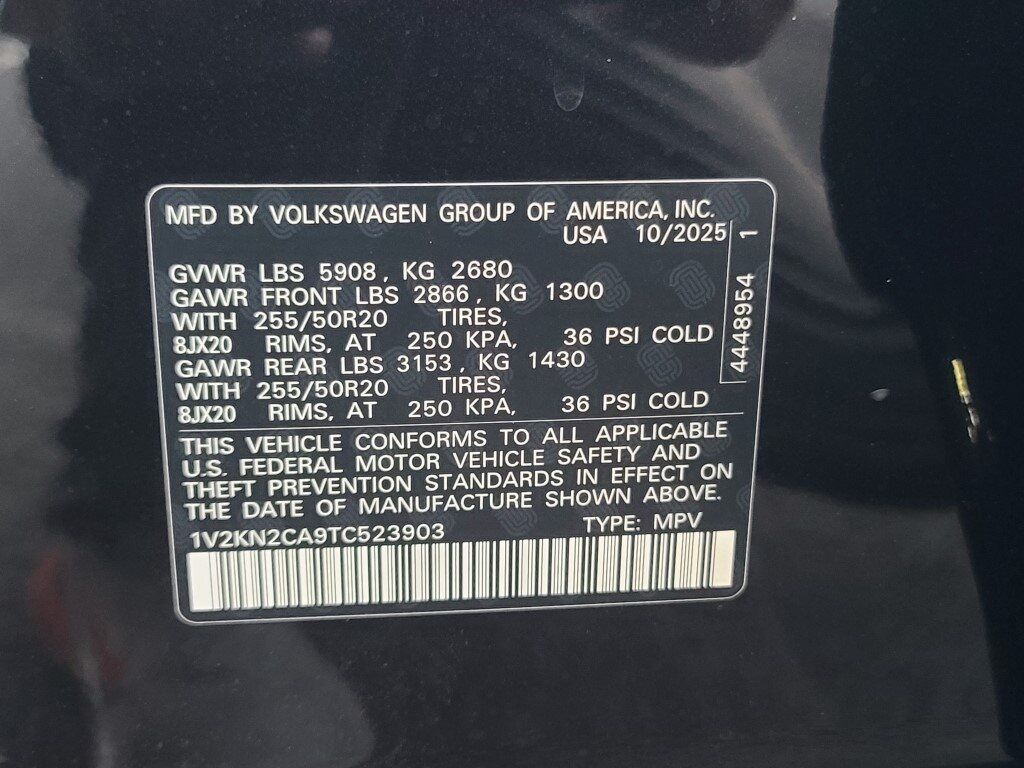 MFD BY VOLKSWAGEN GROUP OF AMERICA, INC.
USA 10/2025
GVWR LBS 5908, KG 2680
GAWR FRONT LBS 2866, KG 1300
WITH 255/50R20 TIRES,
8JX20 RIMS, AT 250 KPA, 36 PSI COLD
GAWR REAR LBS 3153, KG 1430
WITH 255/50R20 TIRES,
8JX20 RIMS, AT 250 KPA, 36 PSI COLD
4448954 1
THIS VEHICLE CONFORMS TO ALL APPLICABLE
U.S. FEDERAL MOTOR VEHICLE SAFETY AND
THEFT PREVENTION STANDARDS IN EFFECT ON
THE DATE OF MANUFACTURE SHOWN ABOVE.
1V2KN2CA9TC523903 TYPE: MPV